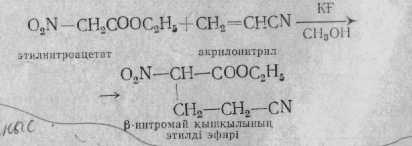 O₂N—CH₂COOC₂H₅+CH₂=CHCN KF
CH₃OH
этилнитроацетат акрилонитрил
O₂N—CH—COOC₂H₅
→ CH₂—CH₂—CN
β-нитромай қышқылының
этилді эфирі